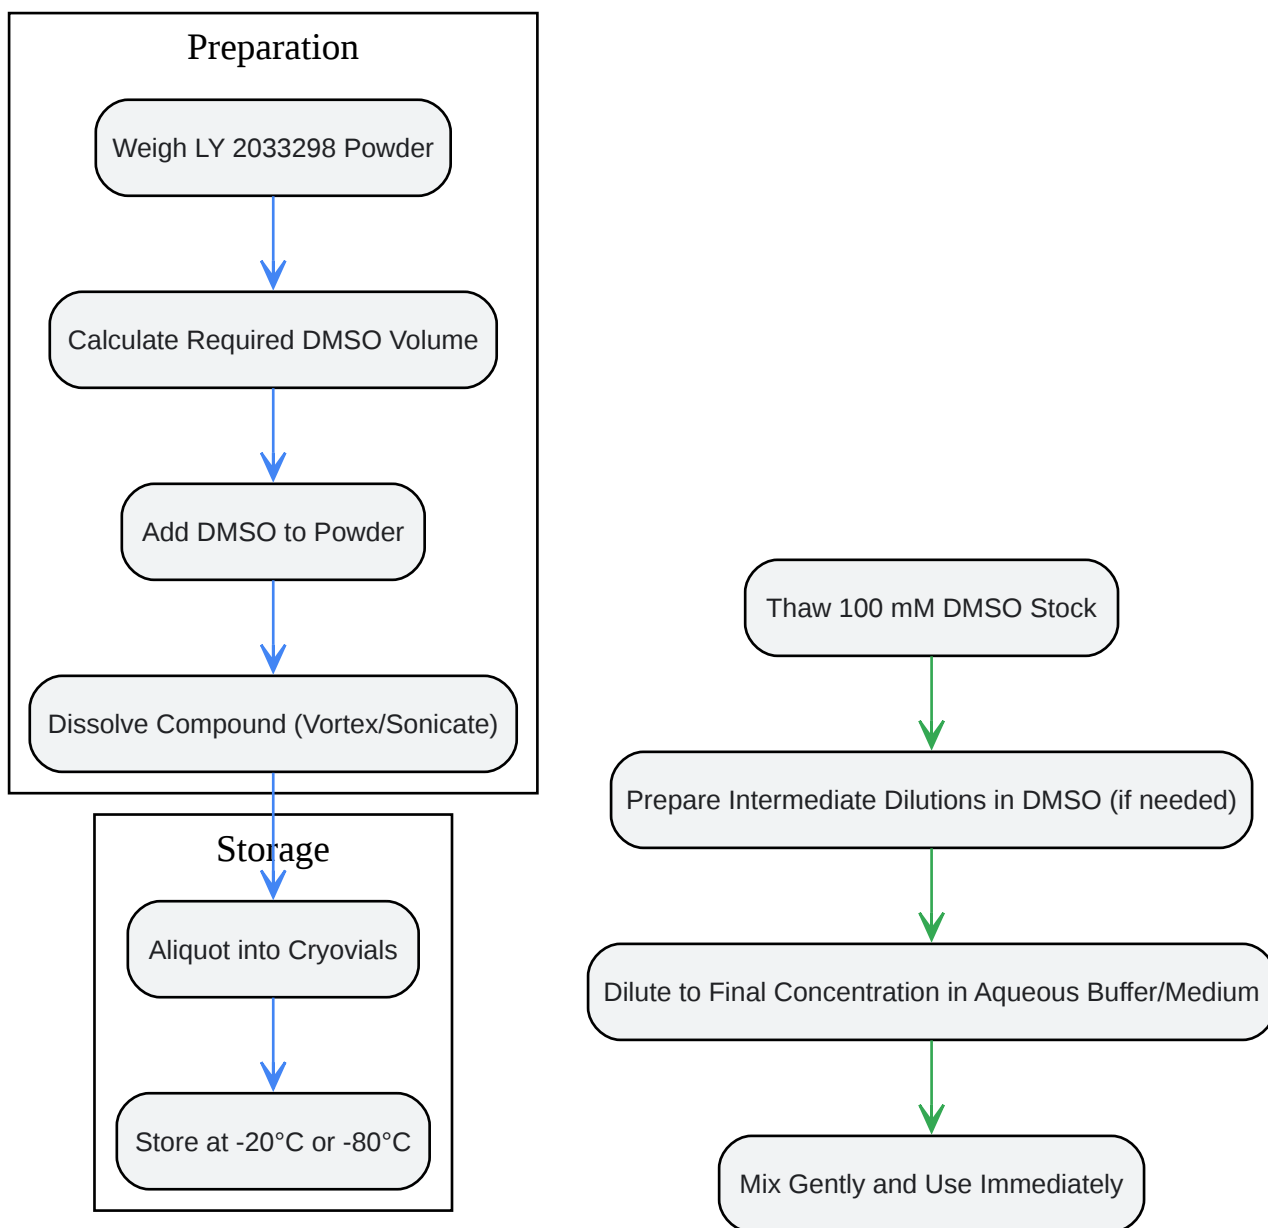 Preparation
Weigh LY 2033298 Powder
Calculate Required DMSO Volume
Add DMSO to Powder
Dissolve Compound (Vortex/Sonicate)
Storage
Aliquot into Cryovials
Store at -20°C or -80°C
Thaw 100 mM DMSO Stock
Prepare Intermediate Dilutions in DMSO (if needed)
Dilute to Final Concentration in Aqueous Buffer/Medium
Mix Gently and Use Immediately